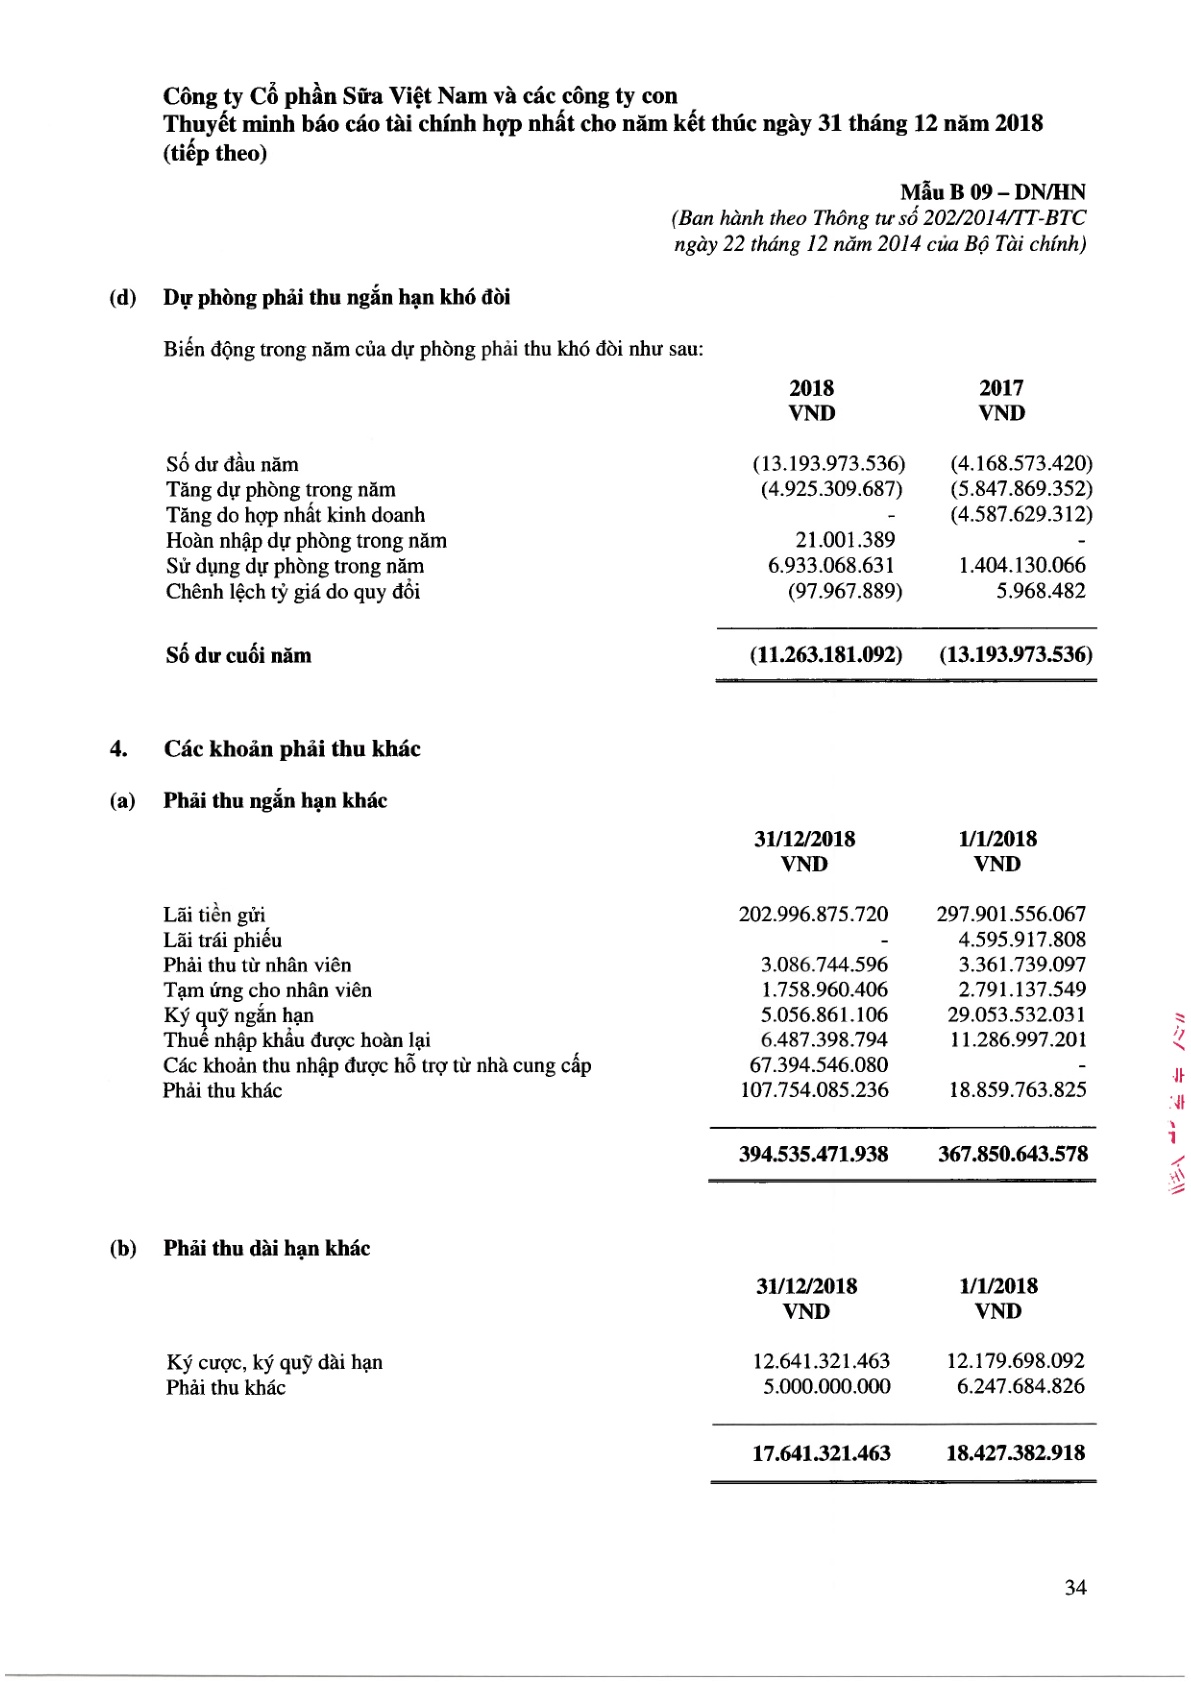 Công ty Cổ phần Sữa Việt Nam và các công ty con
Thuyết minh báo cáo tài chính hợp nhất cho năm kết thúc ngày 31 tháng 12 năm 2018
(tiếp theo)
Mẫu B 09 – DN/HN
(Ban hành theo Thông tư số 202/2014/TT-BTC
ngày 22 tháng 12 năm 2014 của Bộ Tài chính)
(d) Dự phòng phải thu ngắn hạn khó đòi
Biến động trong năm của dự phòng phải thu khó đòi như sau:
2018 2017
VND VND
Số dư đầu năm (13.193.973.536) (4.168.573.420)
Tăng dự phòng trong năm (4.925.309.687) (5.847.869.352)
Tăng do hợp nhất kinh doanh - (4.587.629.312)
Hoàn nhập dự phòng trong năm 21.001.389 -
Sử dụng dự phòng trong năm 6.933.068.631 1.404.130.066
Chênh lệch tỷ giá do quy đổi (97.967.889) 5.968.482
Số dư cuối năm (11.263.181.092) (13.193.973.536)
4. Các khoản phải thu khác
(a) Phải thu ngắn hạn khác
31/12/2018 1/1/2018
VND VND
Lãi tiền gửi 202.996.875.720 297.901.556.067
Lãi trái phiếu - 4.595.917.808
Phải thu từ nhân viên 3.086.744.596 3.361.739.097
Tạm ứng cho nhân viên 1.758.960.406 2.791.137.549
Ký quỹ ngắn hạn 5.056.861.106 29.053.532.031
Thuế nhập khẩu được hoàn lại 6.487.398.794 11.286.997.201
Các khoản thu nhập được hỗ trợ từ nhà cung cấp 67.394.546.080 -
Phải thu khác 107.754.085.236 18.859.763.825
394.535.471.938 367.850.643.578
(b) Phải thu dài hạn khác
31/12/2018 1/1/2018
VND VND
Ký cược, ký quỹ dài hạn 12.641.321.463 12.179.698.092
Phải thu khác 5.000.000.000 6.247.684.826
17.641.321.463 18.427.382.918
34